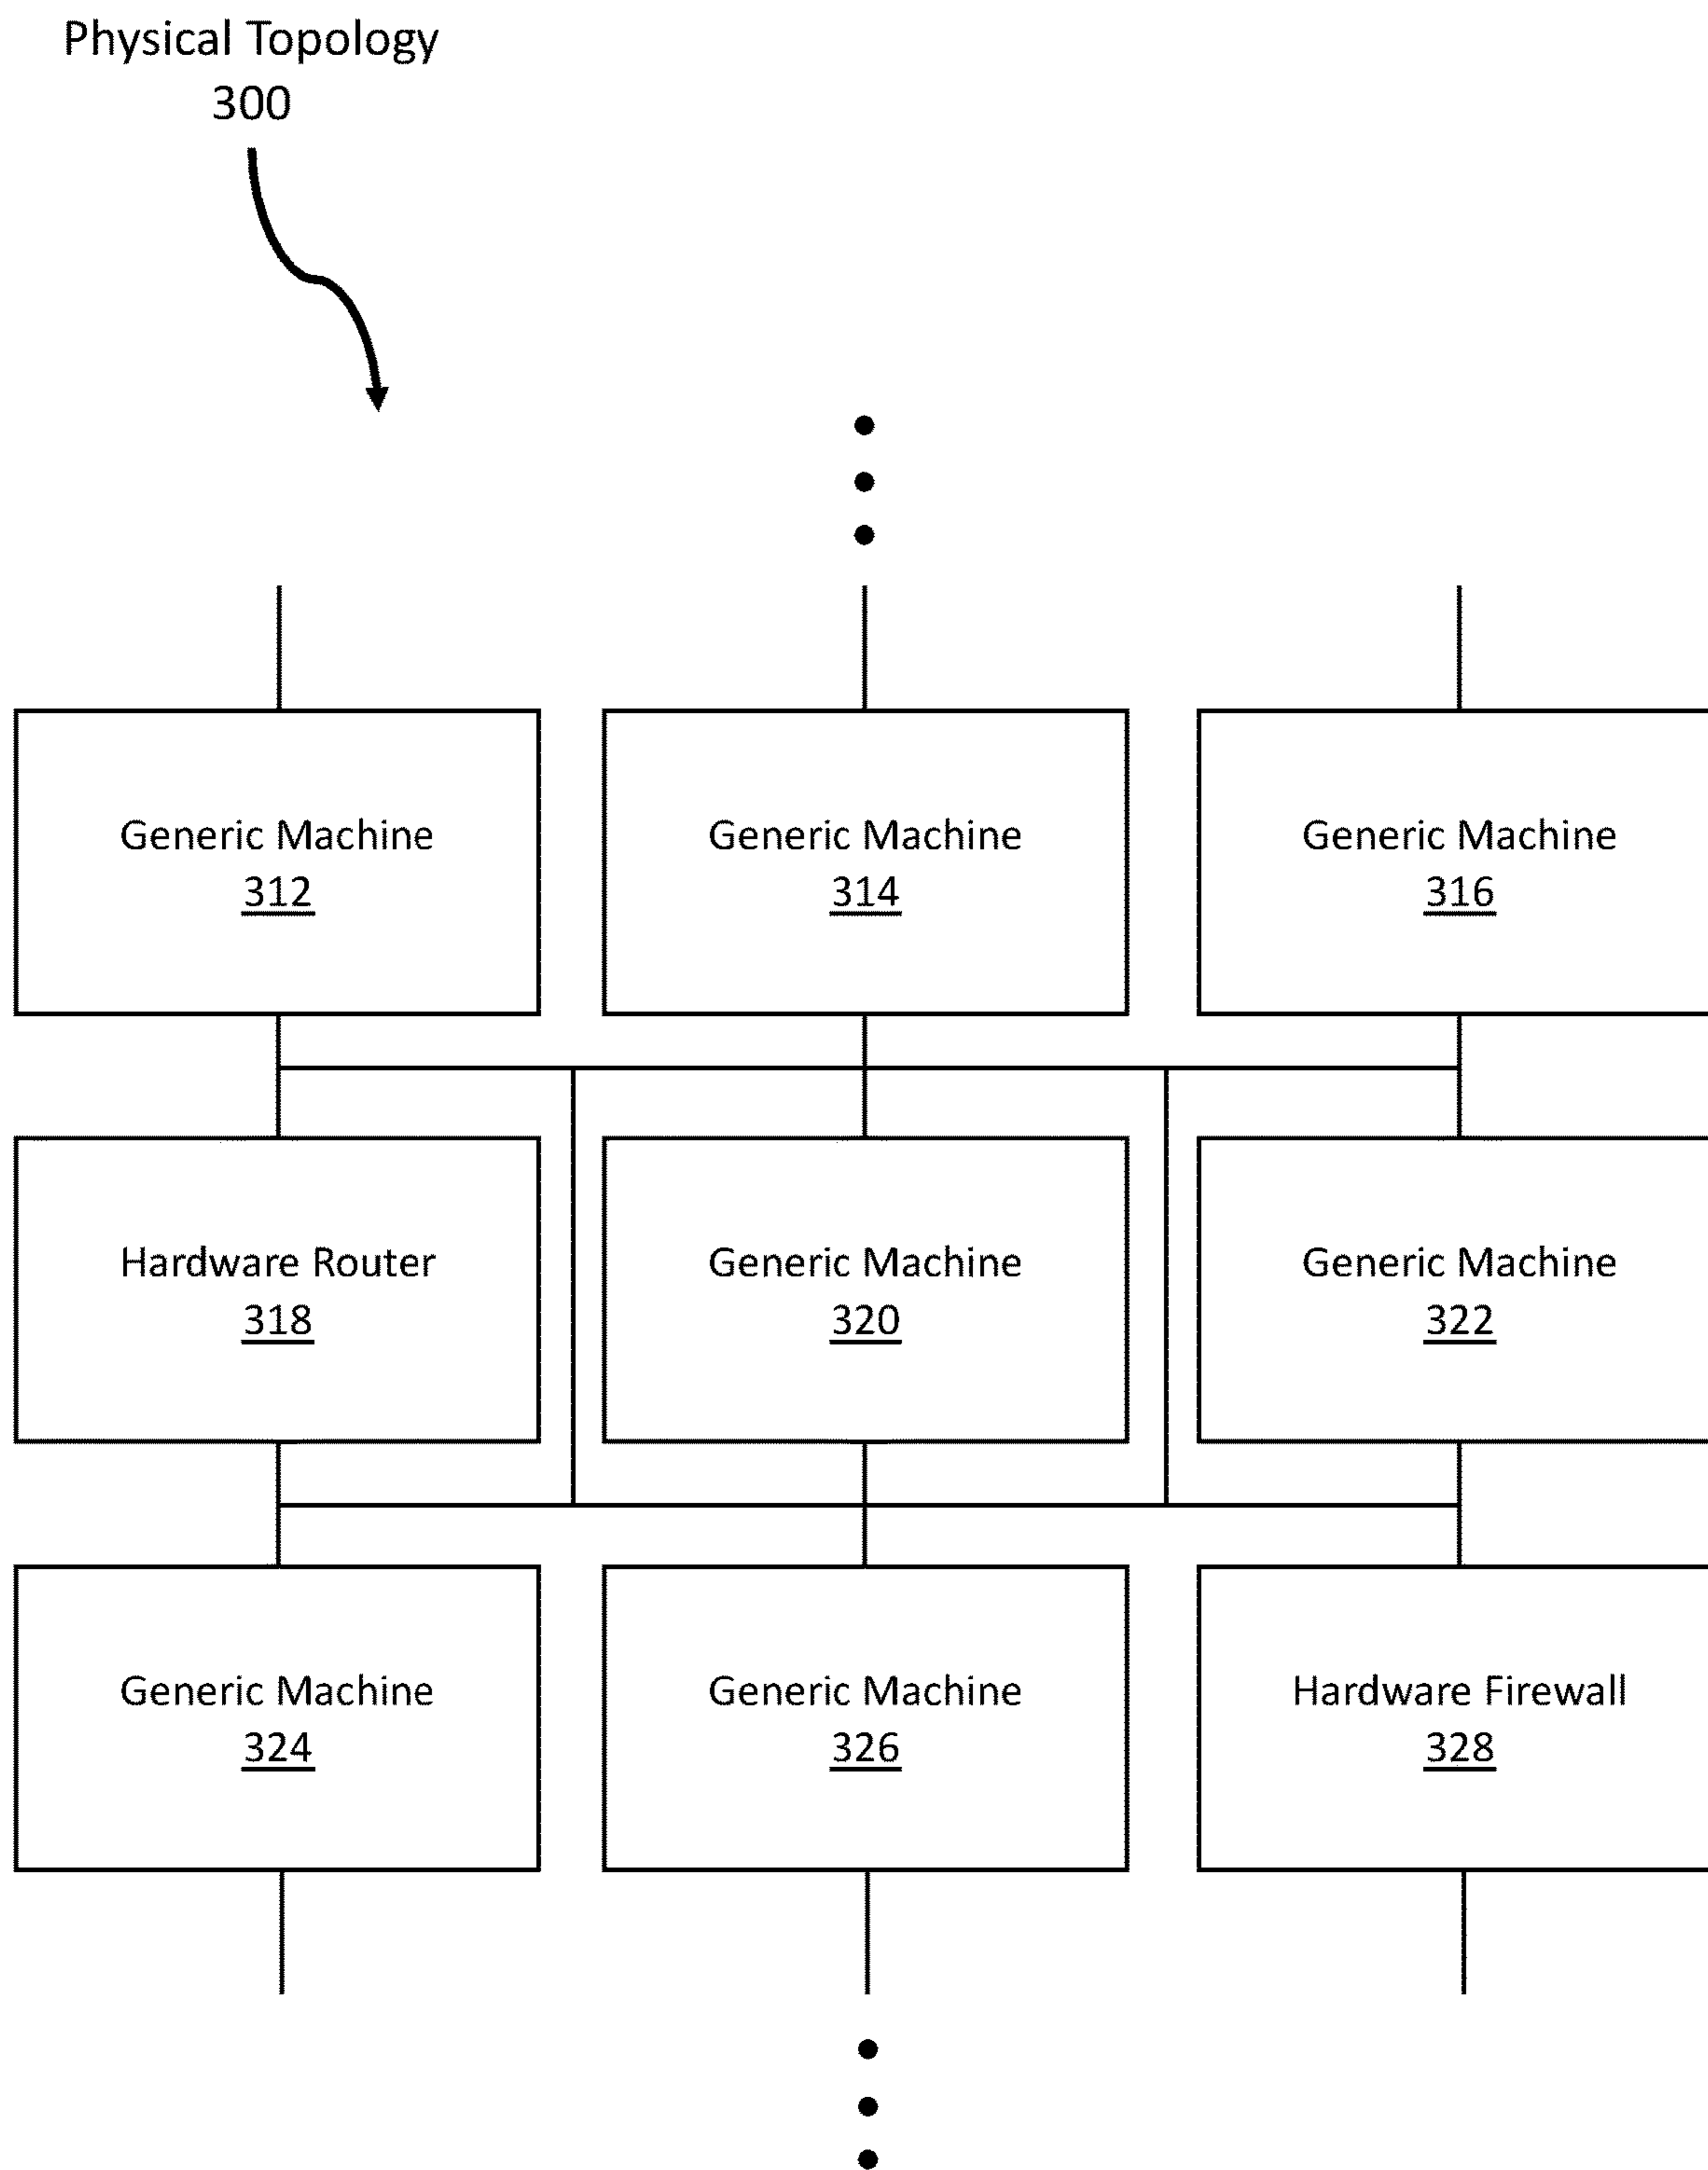 Physical Topology
300
Generic Machine
312
Generic Machine
314
Generic Machine
316
Hardware Router
318
Generic Machine
320
Generic Machine
322
Generic Machine
324
Generic Machine
326
Hardware Firewall
328